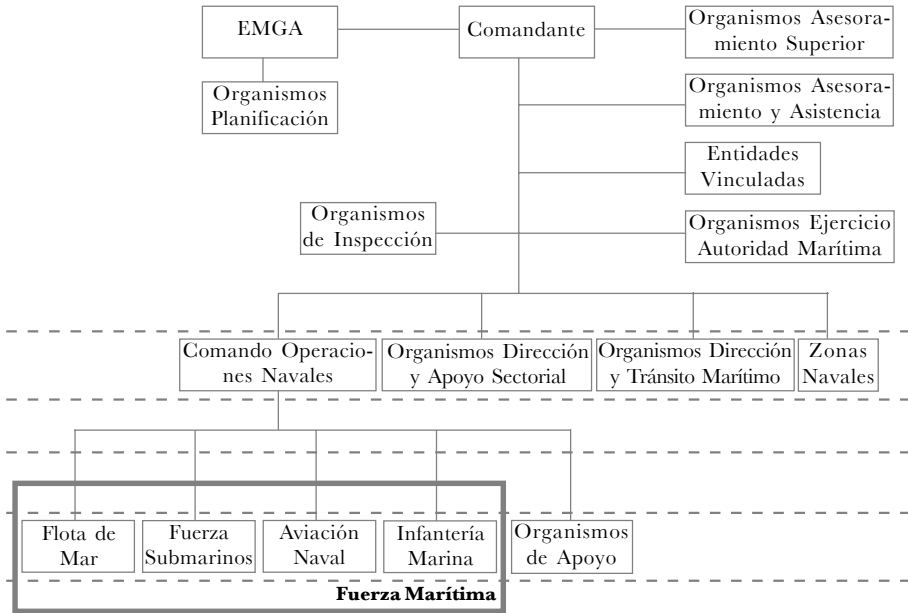 EMGA
Comandante
Organismos Asesora-
miento Superior
Organismos
Planificación
Organismos Asesora-
miento y Asistencia
Entidades
Vinculadas
Organismos
de Inspección
Organismos Ejercicio
Autoridad Marítima
Comando Operacio-
nes Navales
Organismos Dirección
y Apoyo Sectorial
Organismos Dirección
y Tránsito Marítimo
Zonas
Navales
Flota de
Mar
Fuerza
Submarinos
Aviación
Naval
Infantería
Marina
Organismos
de Apoyo
Fuerza Marítima